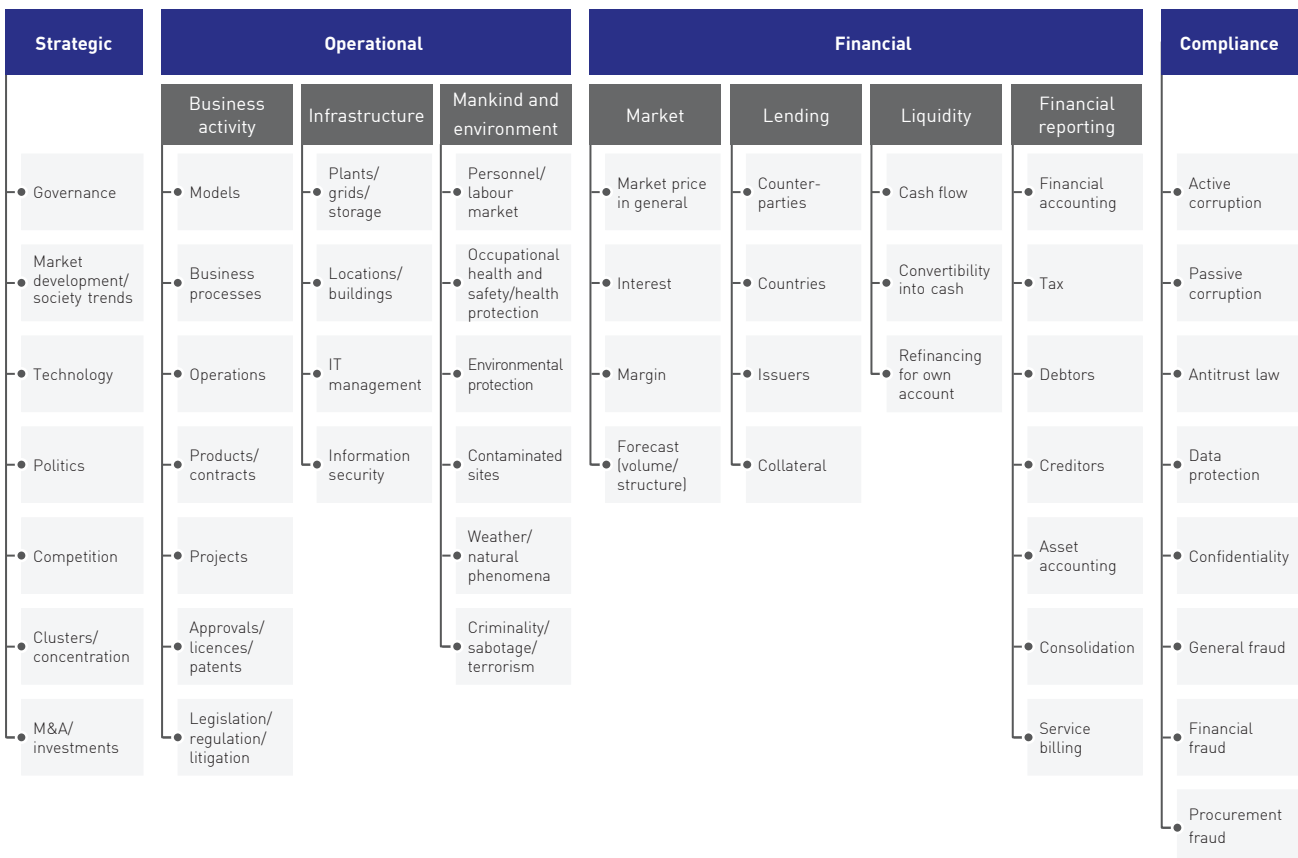 Strategic
Operational
Financial
Compliance
Business
activity
Infrastructure
Mankind and
environment
Market
Lending
Liquidity
Financial
reporting
Governance
Market
development/
society trends
Technology
Politics
Competition
Clusters/
concentration
M&A/
investments
Models
Business
processes
Operations
Products/
contracts
Projects
Approvals/
licences/
patents
Legislation/
regulation/
litigation
Plants/
grids/
storage
Locations/
buildings
IT
management
Information
security
Personnel/
labour
market
Occupational
health and
safety/health
protection
Environmental
protection
Contaminated
sites
Weather/
natural
phenomena
Criminality/
sabotage/
terrorism
Market price
in general
Interest
Margin
Forecast
(volume/
structure)
Counter-
parties
Countries
Issuers
Collateral
Cash flow
Convertibility
into cash
Refinancing
for own
account
Financial
accounting
Tax
Debtors
Creditors
Asset
accounting
Consolidation
Service
billing
Active
corruption
Passive
corruption
Antitrust law
Data
protection
Confidentiality
General fraud
Financial
fraud
Procurement
fraud